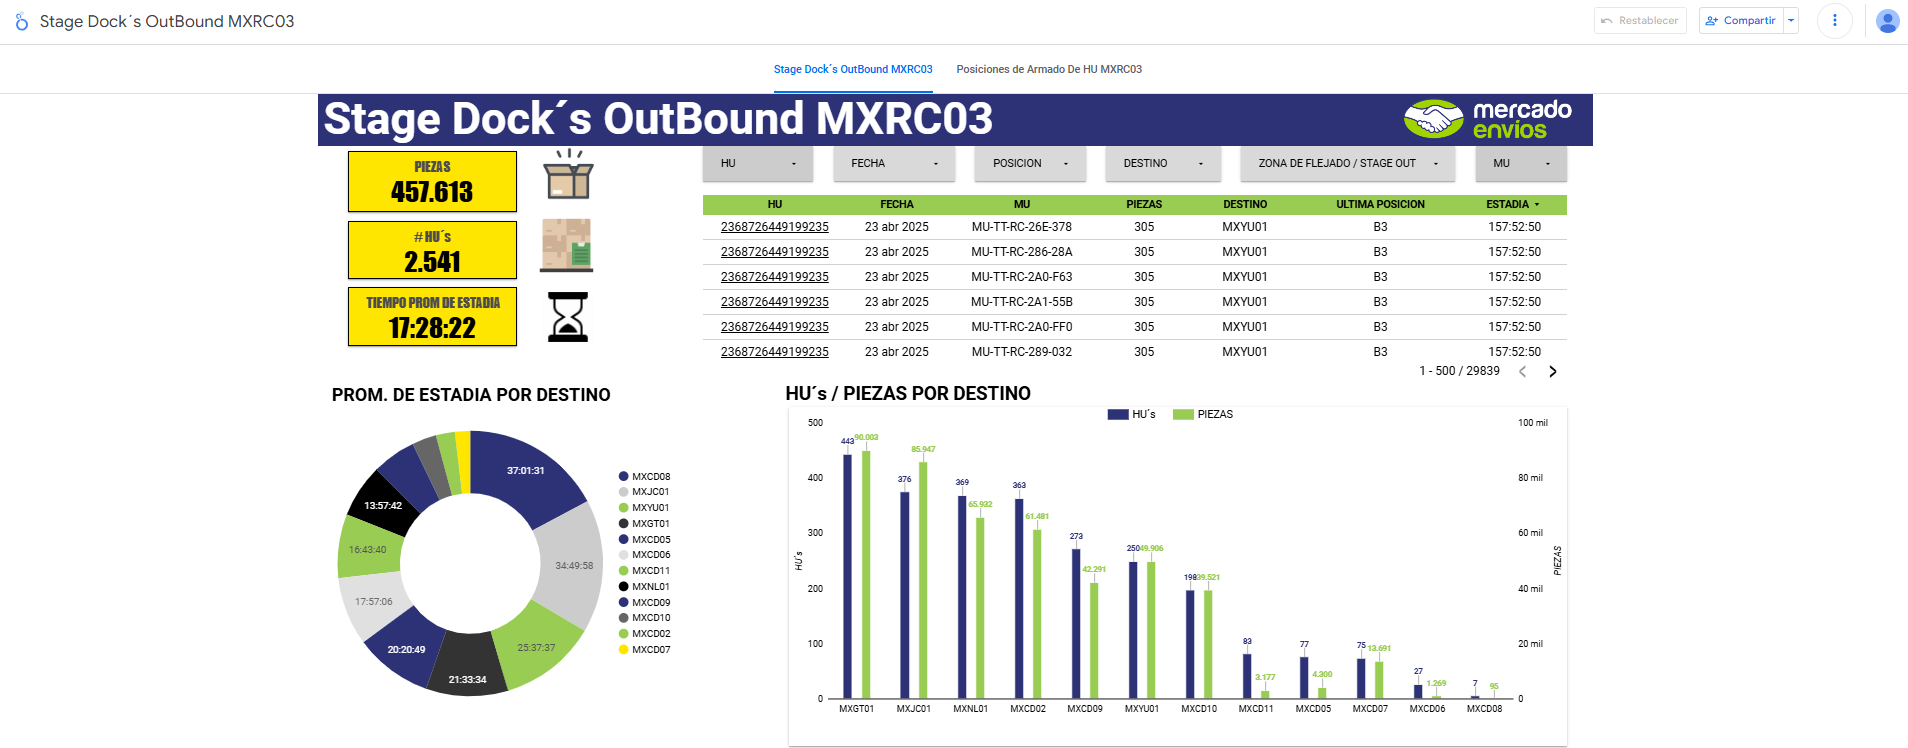 Stage Dock´s OutBound MXRC03
Restablecer
Compartir
Stage Dock´s OutBound MXRC03
Posiciones de Armado De HU MXRC03
Stage Dock´s OutBound MXRC03
mercado
envíos
PIEZAS
457.613
#HU´s
2.541
TIEMPO PROM DE ESTADIA
17:28:22
HU FECHA POSICION DESTINO ZONA DE FLEJADO / STAGE OUT MU
HU FECHA MU PIEZAS DESTINO ULTIMA POSICION ESTADIA
2368726449199235 23 abr 2025 MU-TT-RC-26E-378 305 MXYU01 B3 157:52:50
2368726449199235 23 abr 2025 MU-TT-RC-286-28A 305 MXYU01 B3 157:52:50
2368726449199235 23 abr 2025 MU-TT-RC-2A0-F63 305 MXYU01 B3 157:52:50
2368726449199235 23 abr 2025 MU-TT-RC-2A1-55B 305 MXYU01 B3 157:52:50
2368726449199235 23 abr 2025 MU-TT-RC-2A0-FF0 305 MXYU01 B3 157:52:50
2368726449199235 23 abr 2025 MU-TT-RC-289-032 305 MXYU01 B3 157:52:50
1 - 500 / 29839
PROM. DE ESTADIA POR DESTINO
37:01:31
34:49:58
25:37:37
21:33:34
20:20:49
17:57:06
16:43:40
13:57:42
MXCD08
MXJC01
MXYU01
MXGT01
MXCD05
MXCD06
MXCD11
MXNL01
MXCD09
MXCD10
MXCD02
MXCD07
HU´s / PIEZAS POR DESTINO
HU´s PIEZAS
500
400
300
200
100
0
HU´s
443 90.003
376 85.947
369 65.932
363 61.481
273 42.291
250 49.906
198 39.521
83 3.177
77 4.300
75 13.691
27 1.269
7 95
100 mil
80 mil
60 mil
40 mil
20 mil
0
PIEZAS
MXGT01 MXJC01 MXNL01 MXCD02 MXCD09 MXYU01 MXCD10 MXCD11 MXCD05 MXCD07 MXCD06 MXCD08